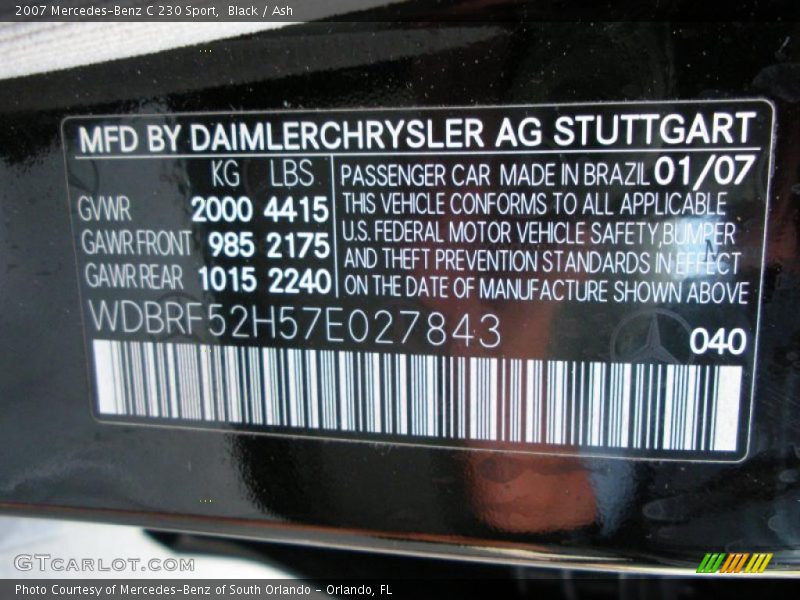 2007 Mercedes-Benz C 230 Sport, Black / Ash
MFD BY DAIMLERCHRYSLER AG STUTTGART
KG LBS
GVWR 2000 4415
GAWR FRONT 985 2175
GAWR REAR 1015 2240
PASSENGER CAR MADE IN BRAZIL 01/07
THIS VEHICLE CONFORMS TO ALL APPLICABLE
U.S. FEDERAL MOTOR VEHICLE SAFETY, BUMPER
AND THEFT PREVENTION STANDARDS IN EFFECT
ON THE DATE OF MANUFACTURE SHOWN ABOVE
WDBRF52H57E027843
040
GTcarlot.com
Photo Courtesy of Mercedes-Benz of South Orlando - Orlando, FL